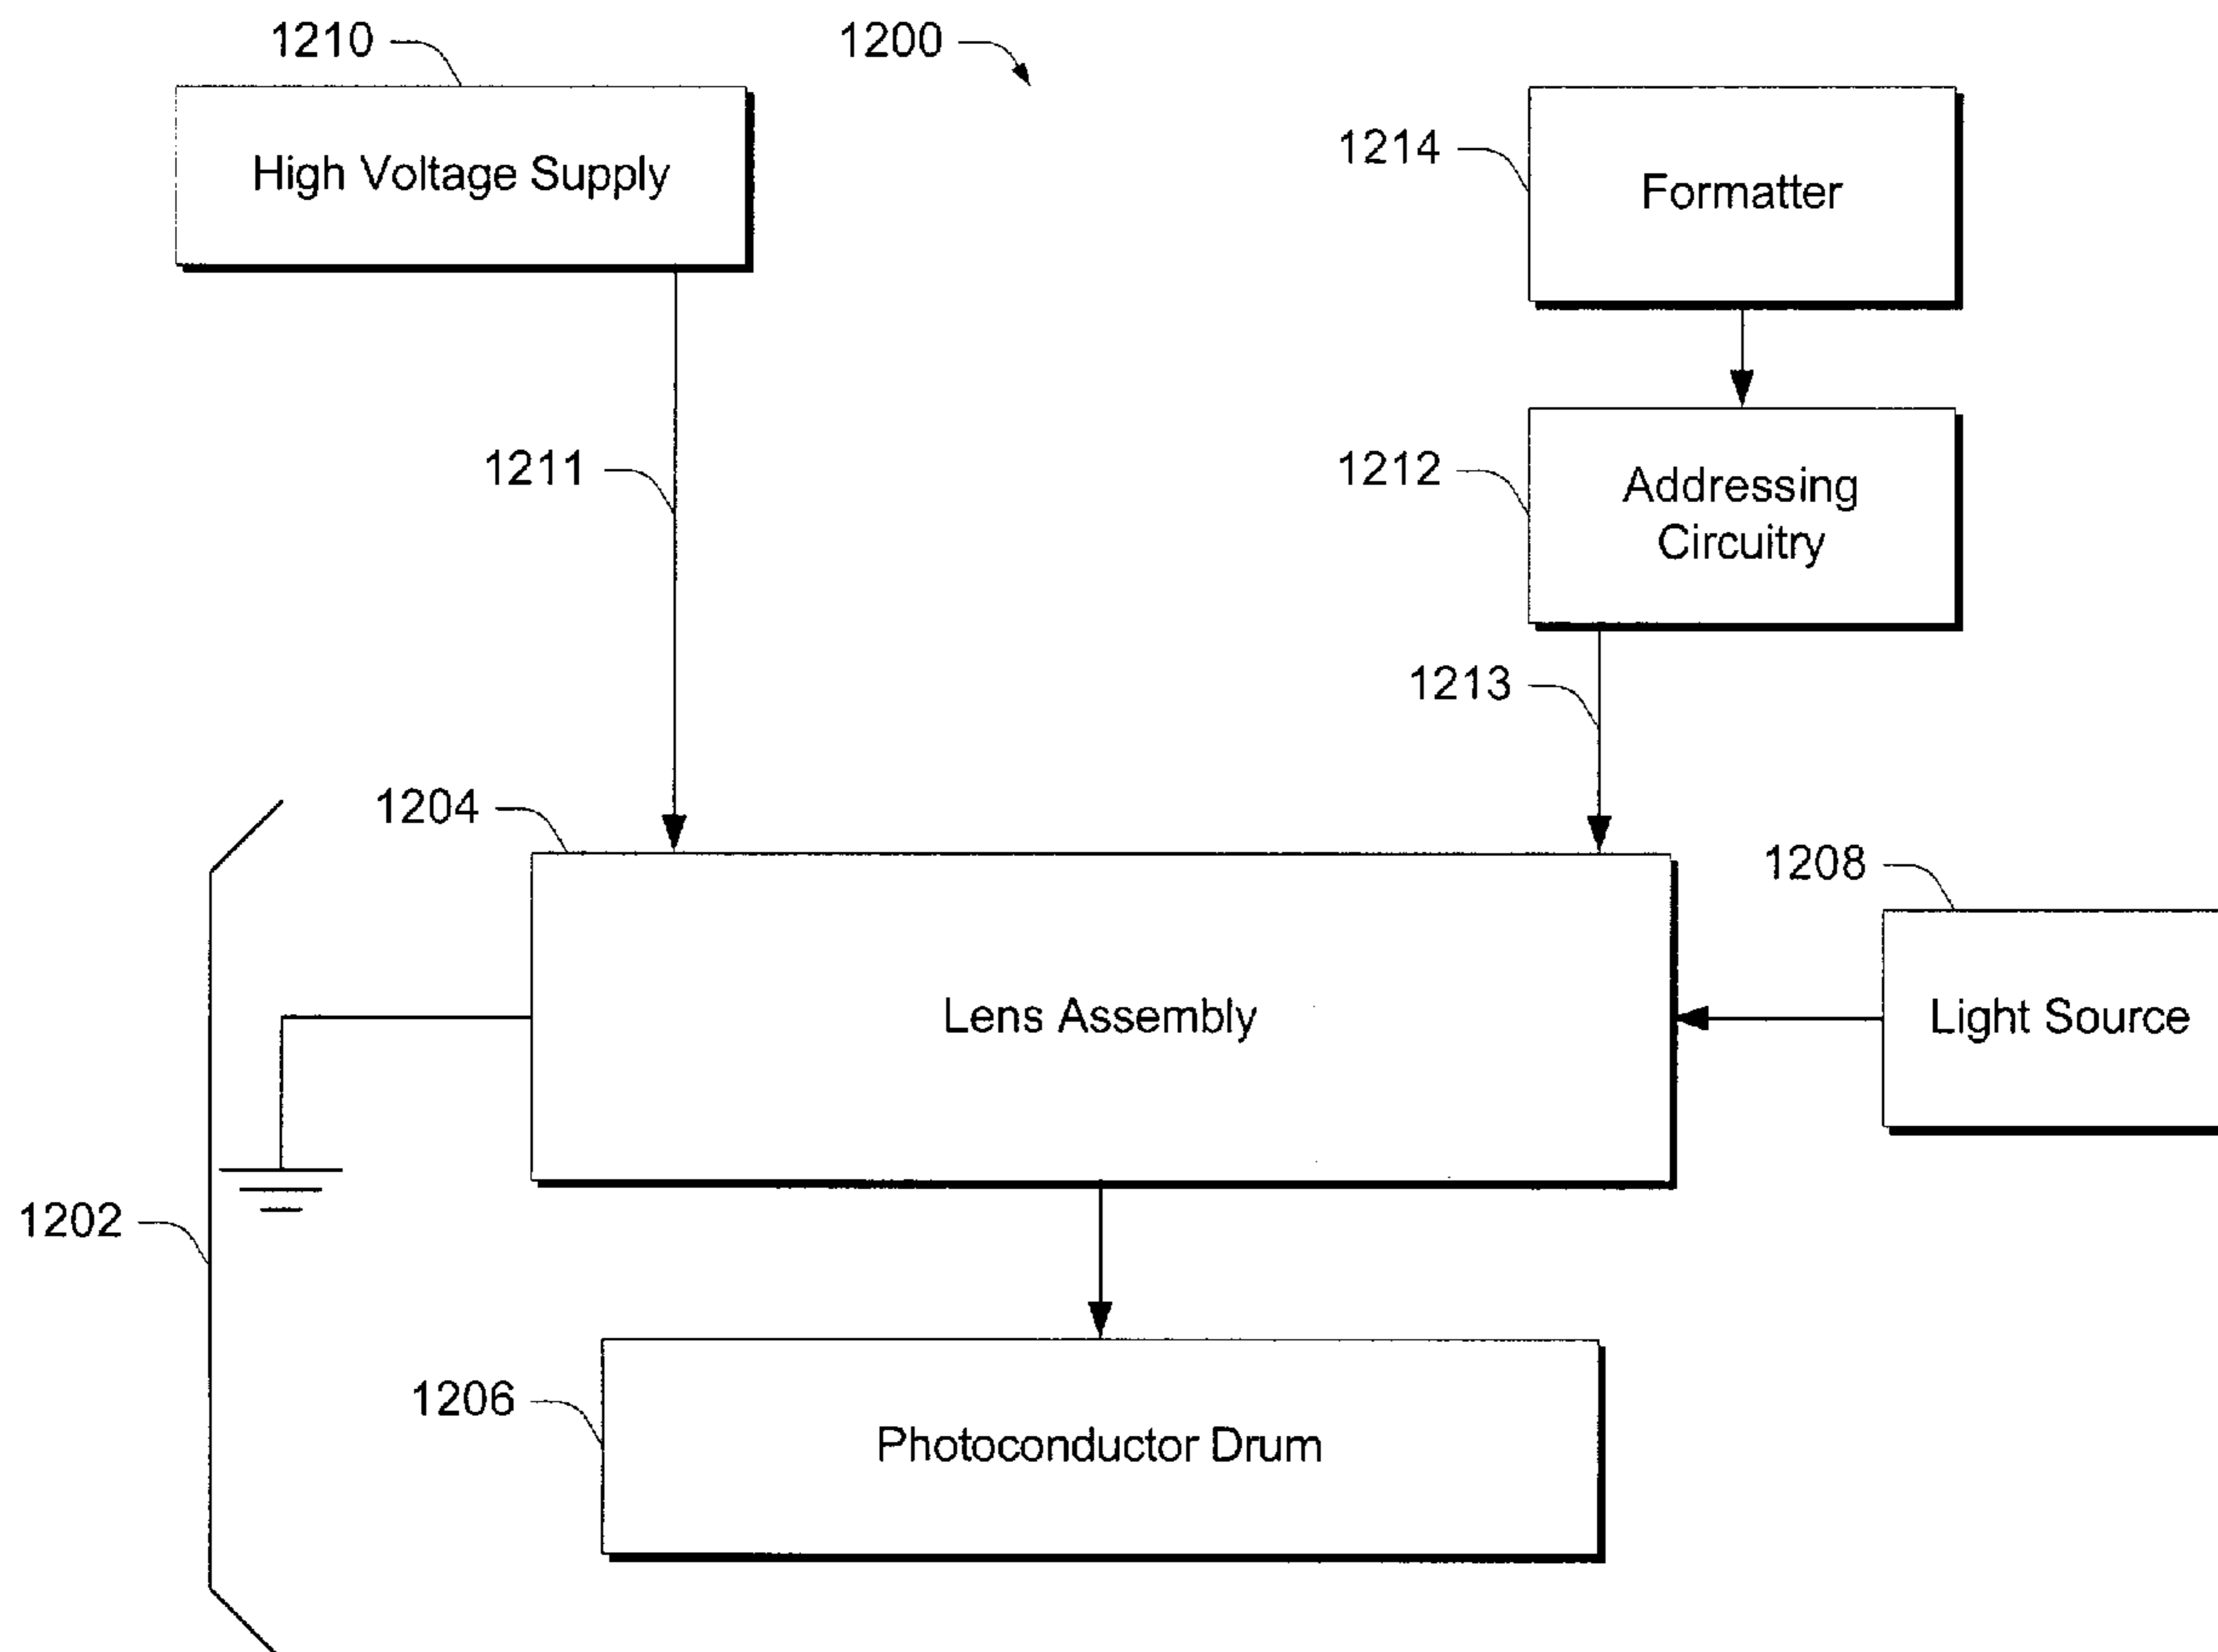 1210
1200
High Voltage Supply
1214
Formatter
1211
1212
Addressing
Circuitry
1213
1204
1208
Lens Assembly
Light Source
1202
1206
Photoconductor Drum